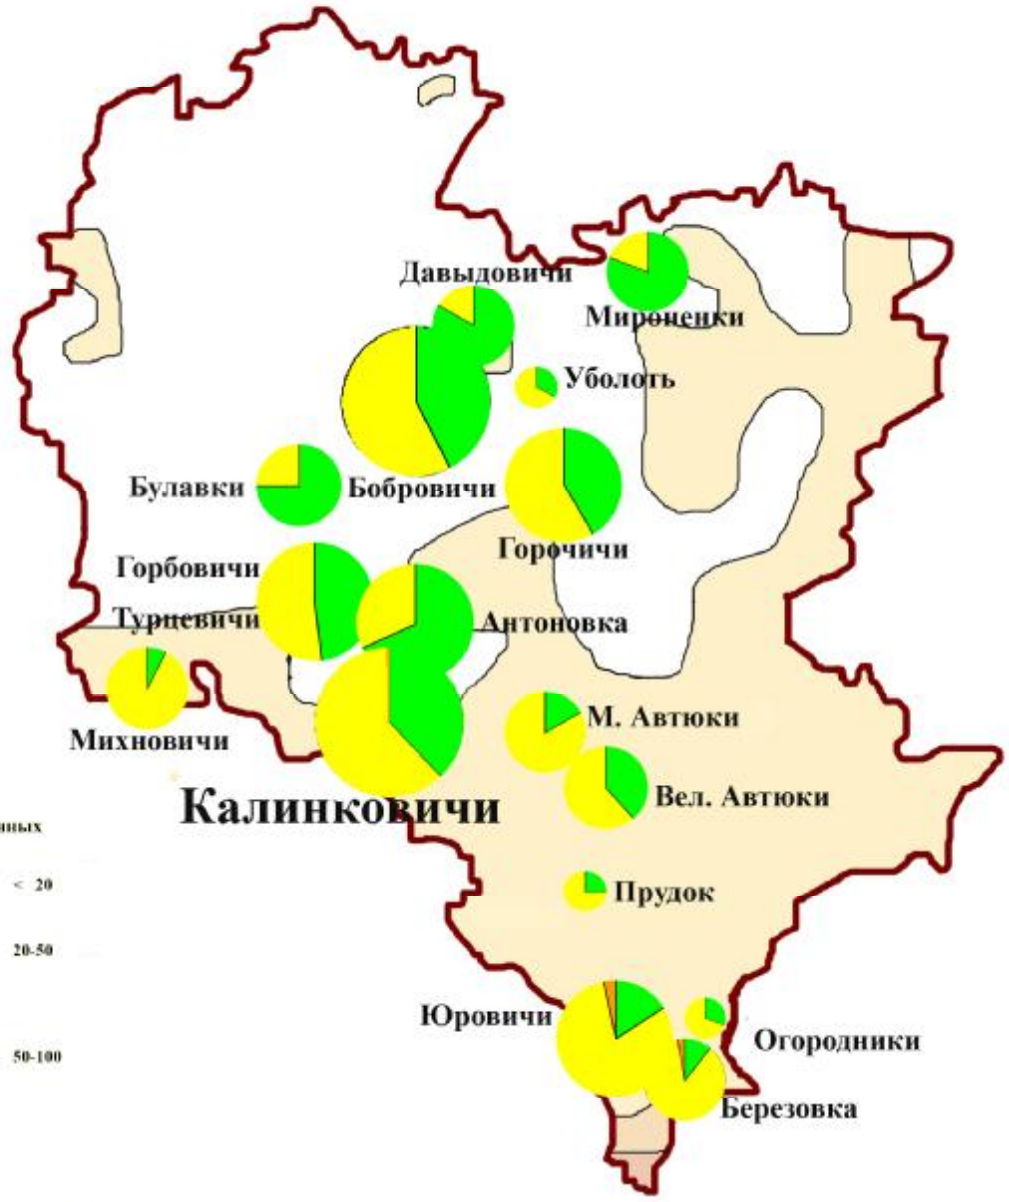 Давыдовичи
Мироненки
Уболоть
Булавки
Бобровичи
Горочичи
Горбовичи
Турцевичи
Антоновка
М. Автюки
Михновичи
Вел. Автюки
Калинковичи
< 20
Прудок
20-50
Юровичи
Огородники
50-100
Березовка